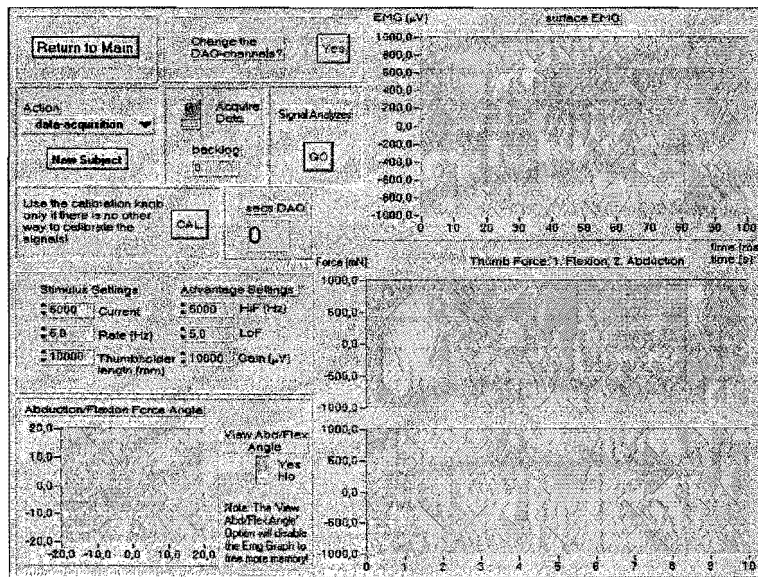 Return to Main
Change the
DAQ-channels?
Yes
Action
data-acquisition
New Subject
Acquire
Data
backlog
0
Signal Analyzes
GO
Use the calibration knob
only if there is no other
way to calibrate the
signals!
CAL
secs DAQ
0
Stimulus Settings
5000 Current
5,0 Rate (Hz)
10000 Thumbholder
length (mm)
Advantage Settings
5000 HiF (Hz)
5,0 LoF
10000 Gain (µV)
Abduction/Flexion Force Angle
20,0
10,0
0,0
-10,0
-20,0
-20,0 -10,0 0,0 10,0 20,0
View Abd/Flex
Angle
Yes
No
Note: The 'View
Abd/FlexAngle'
Option will disable
the Emg Graph to
free more memory!
EMG (µV)
surface EMG
1000,0
800,0
600,0
400,0
200,0
0,0
-200,0
-400,0
-600,0
-800,0
-1000,0
0 10 20 30 40 50 60 70 80 90 100
time (ms)
time (s)
Force (mN)
Thumb Force: 1. Flexion, 2. Abduction
1000,0
500,0
0,0
-500,0
1000,0
1000,0
500,0
0,0
-500,0
1000,0
0 1 2 3 4 5 6 7 8 9 10